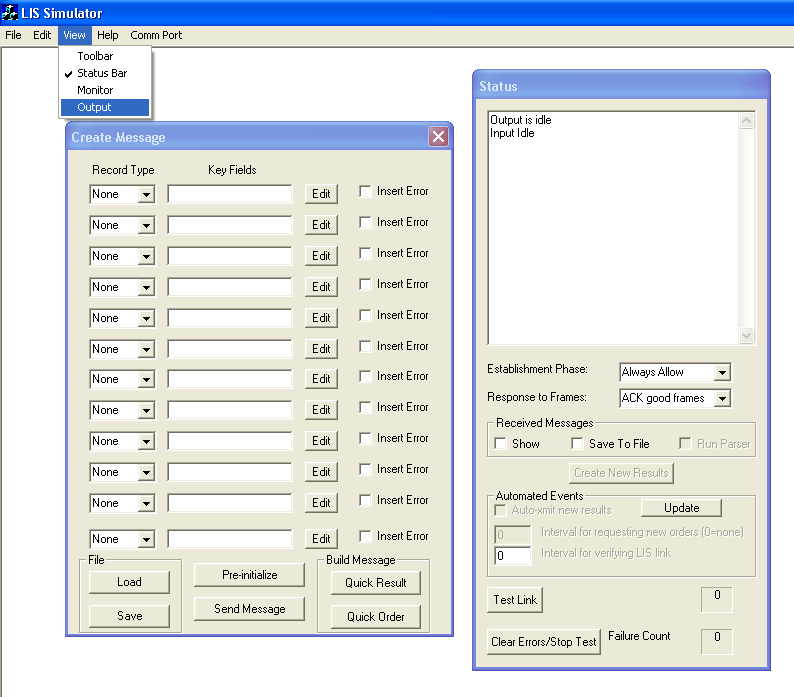 LIS Simulator
File Edit View Help Comm Port
Toolbar
Status Bar
Monitor
Output
Create Message
Record Type Key Fields
None Edit Insert Error
None Edit Insert Error
None Edit Insert Error
None Edit Insert Error
None Edit Insert Error
None Edit Insert Error
None Edit Insert Error
None Edit Insert Error
None Edit Insert Error
None Edit Insert Error
None Edit Insert Error
None Edit Insert Error
File
Load
Save
Pre-initialize
Send Message
Build Message
Quick Result
Quick Order
Status
Output is idle
Input Idle
Establishment Phase: Always Allow
Response to Frames: ACK good frames
Received Messages
Show Save To File Run Parser
Create New Results
Automated Events
Auto-xmit new results Update
0 Interval for requesting new orders (0=none)
0 Interval for verifying LIS link
Test Link 0
Clear Errors/Stop Test Failure Count 0